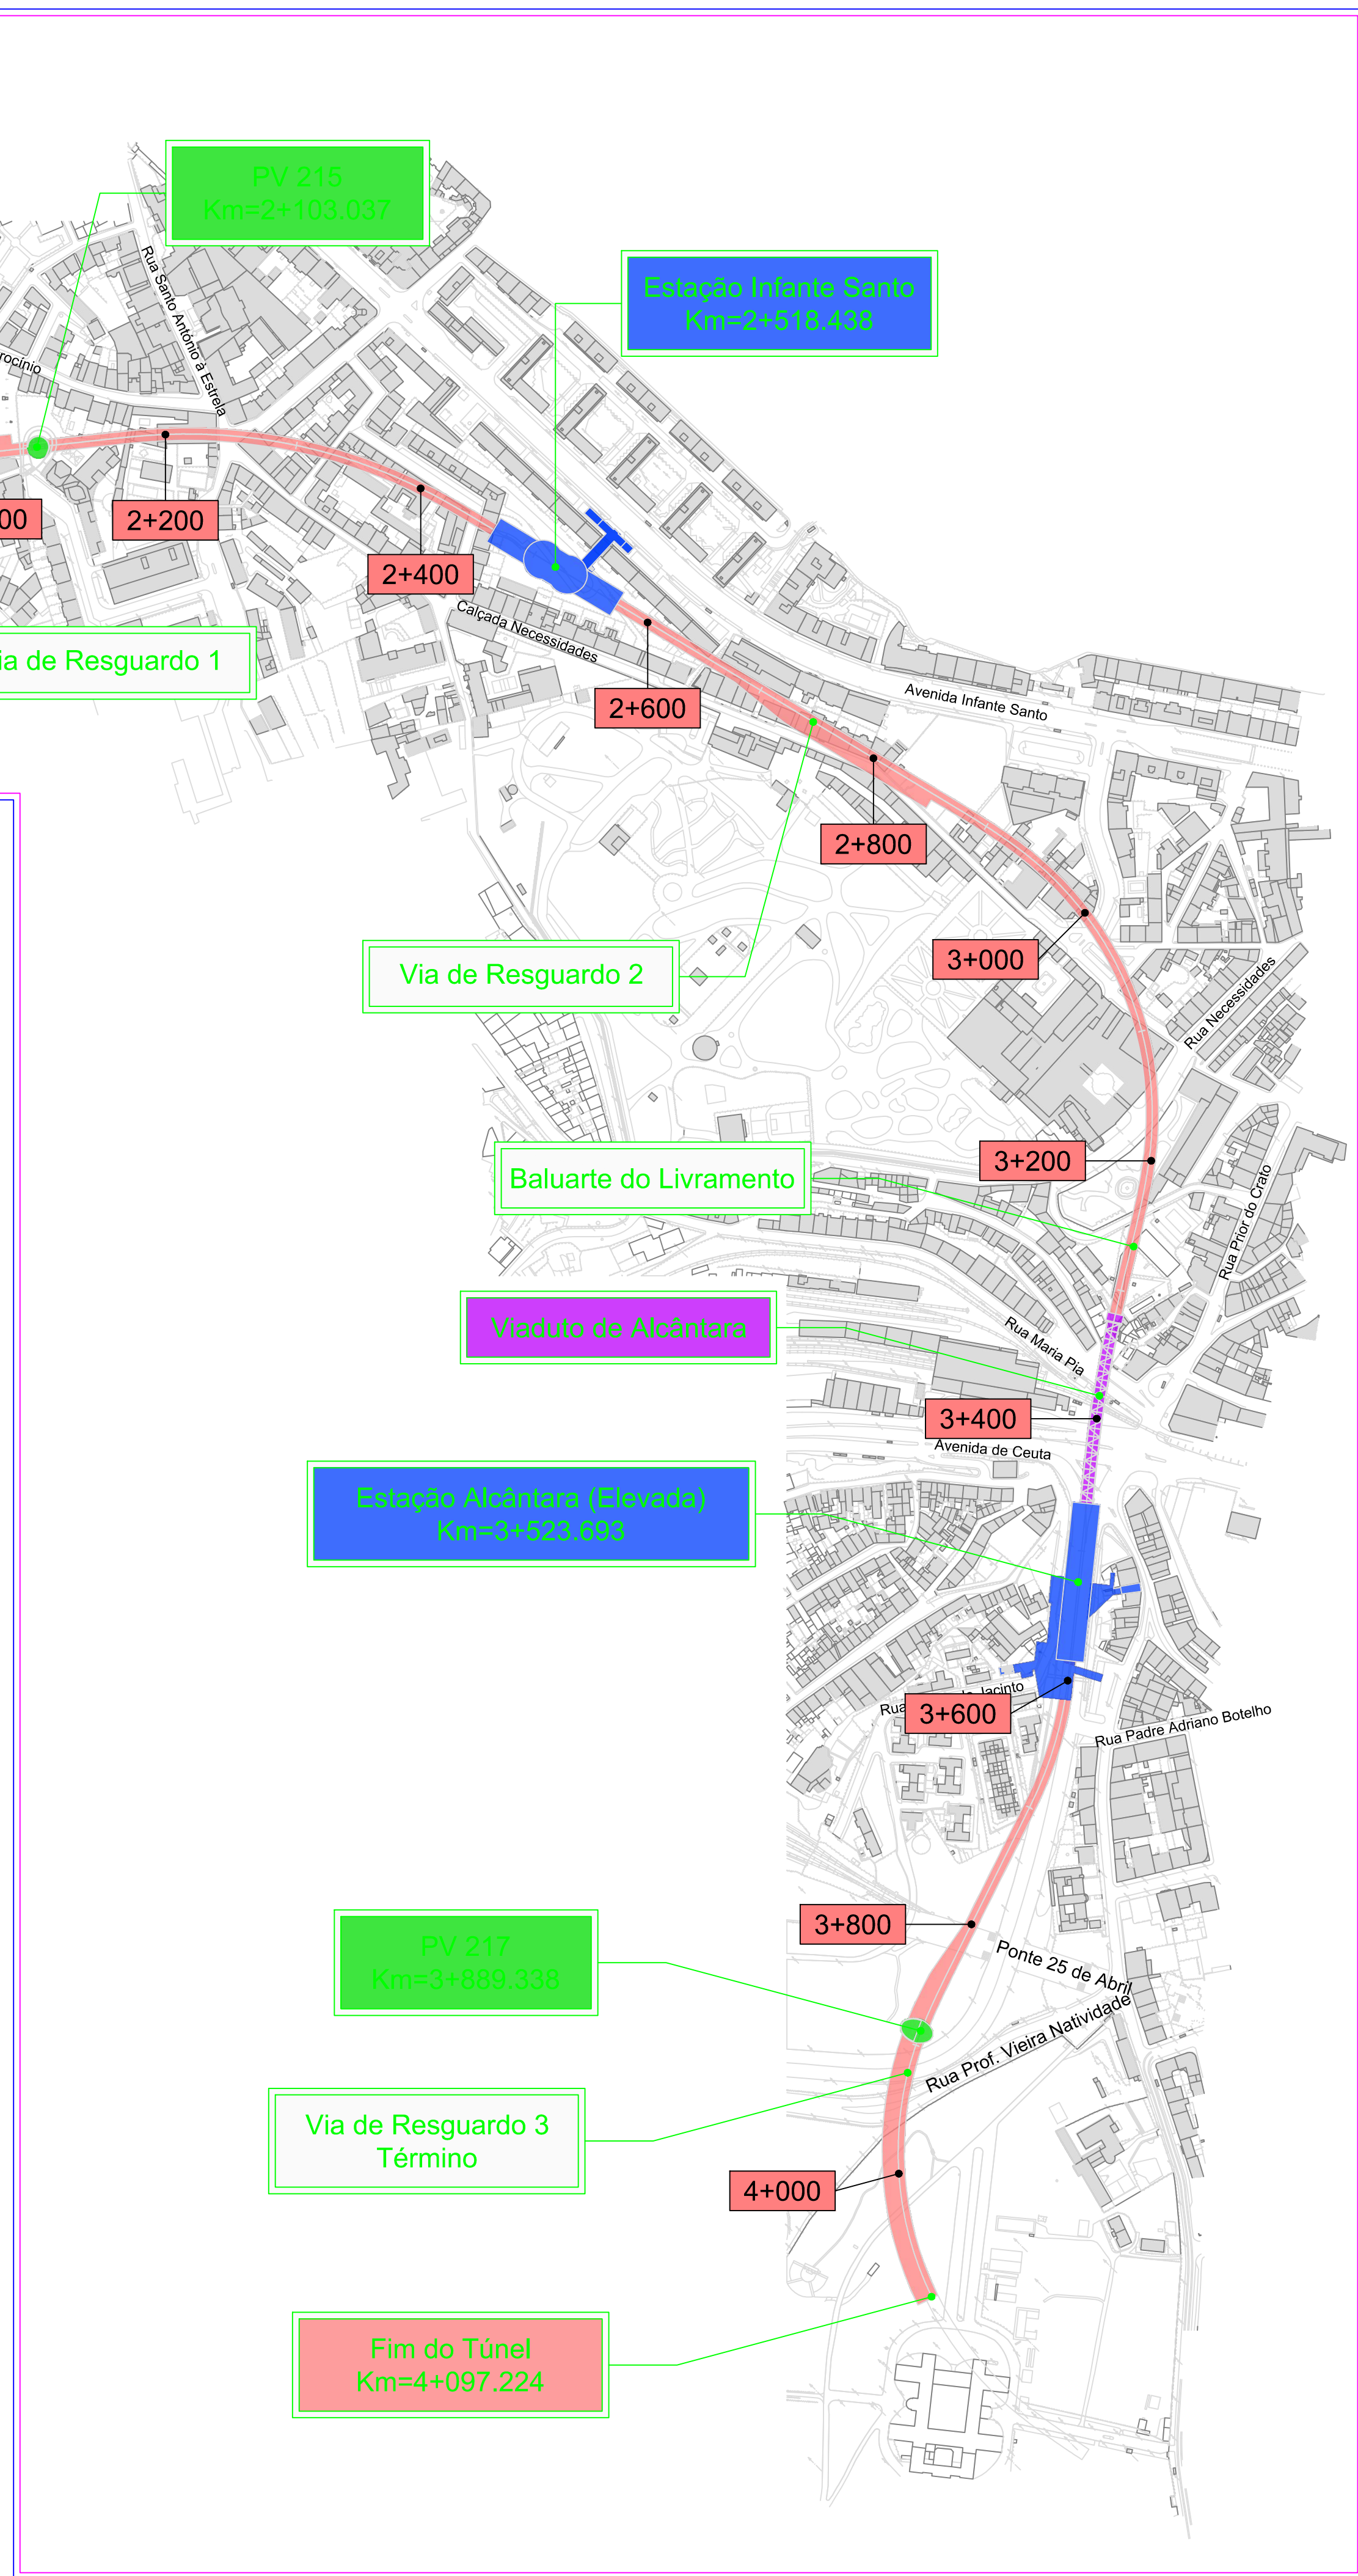 PV 215
Km=2+103.037
Estação Infante Santo
Km=2+518.438
Rua Santo António à Estrela
rocínio
00
2+200
2+400
Calçada Necessidades
ia de Resguardo 1
2+600
Avenida Infante Santo
2+800
3+000
Via de Resguardo 2
Rua Necessidades
3+200
Baluarte do Livramento
Rua Prior do Crato
Viaduto de Alcântara
Rua Maria Pia
3+400
Avenida de Ceuta
Estação Alcântara (Elevada)
Km=3+523.693
Rua
Jacinto
3+600
Rua Padre Adriano Botelho
3+800
PV 217
Km=3+889.338
Ponte 25 de Abril
Rua Prof. Vieira Natividade
Via de Resguardo 3
Término
4+000
Fim do Túnel
Km=4+097.224